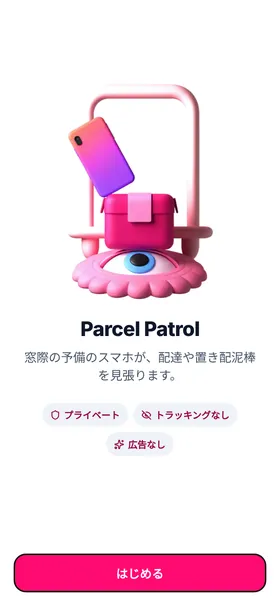 Parcel Patrol
窓際の予備のスマホが、配達や置き配泥棒
を見張ります。
プライベート
トラッキングなし
広告なし
はじめる